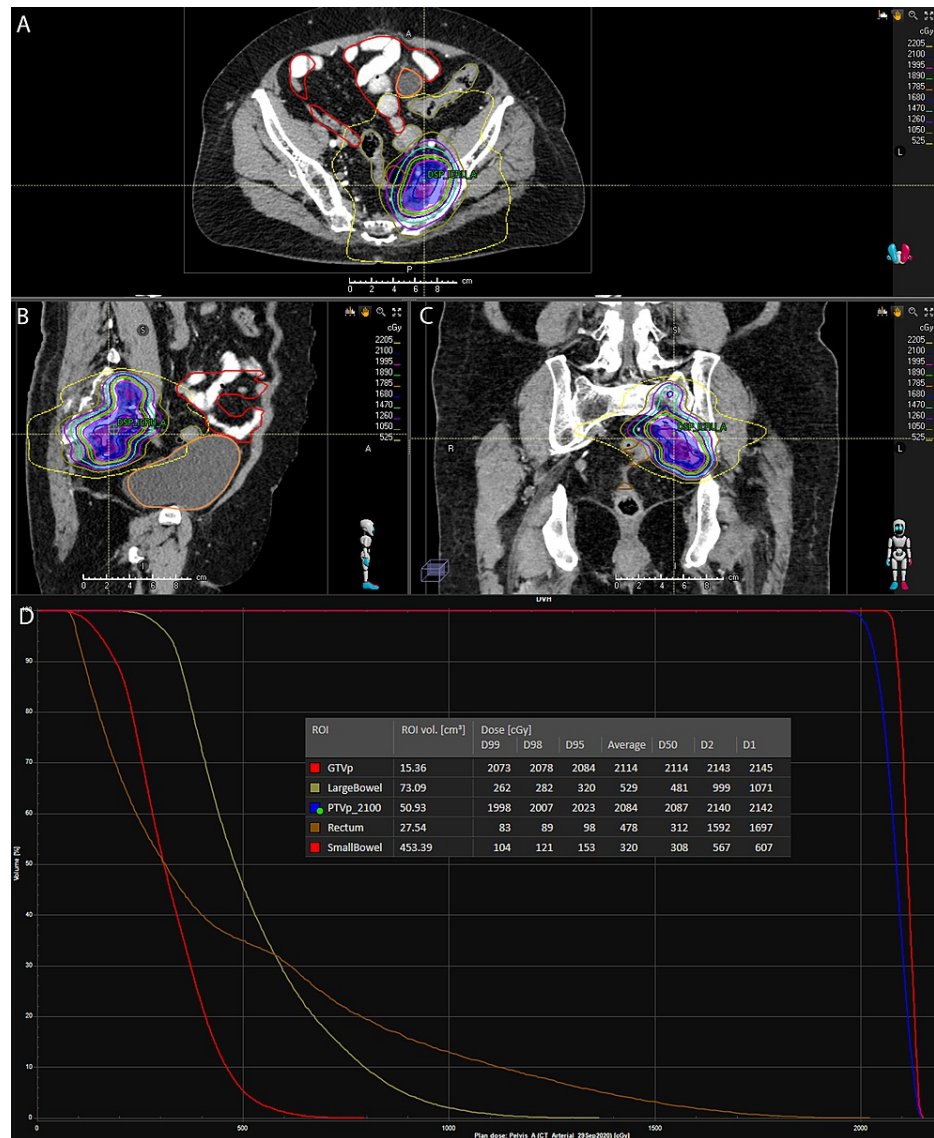 A
A
cGy
2205
2100
1995
1890
1785
1680
1470
1260
1050
525
DSP_ICRU_A
L
P
0 2 4 6 8 cm
B
S
cGy
2205
2100
1995
1890
1785
1680
1470
1260
1050
525
DSP_ICRU_A
A
I
0 2 4 6 8 cm
C
S
cGy
2205
2100
1995
1890
1785
1680
1470
1260
1050
525
DSP_ICRU_A
R
L
I
0 2 4 6 8 cm
D
DVH
100
90
80
70
60
50
40
30
20
10
0
Volume [%]
ROI ROI vol. [cm³] Dose [cGy]
D99 D98 D95 Average D50 D2 D1
GTVp 15.36 2073 2078 2084 2114 2114 2143 2145
LargeBowel 73.09 262 282 320 529 481 999 1071
PTVp_2100 50.93 1998 2007 2023 2084 2087 2140 2142
Rectum 27.54 83 89 98 478 312 1592 1697
SmallBowel 453.39 104 121 153 320 308 567 607
0 500 1000 1500 2000
Plan dose: Pelvis_A (CT_Arterial_29Sep2020) [cGy]